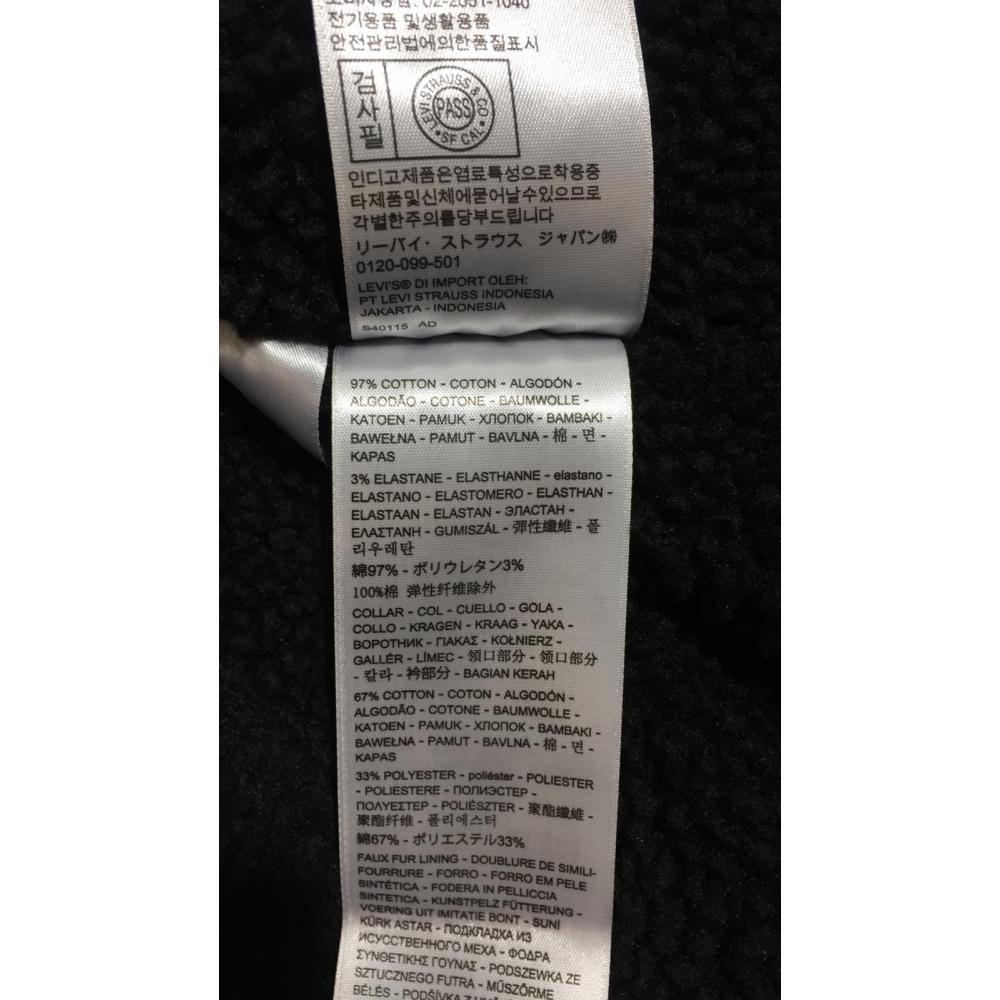 소비자상담: 02-2051-1040
전기용품 및생활용품
안전관리법에의한품질표시
검사필
LEVI STRAUSS & CO
PASS
SF CAL
인디고제품은염료특성으로착용중
타제품및신체에묻어날수있으므로
각별한주의를당부드립니다
リーバイ・ストラウス ジャパン㈱
0120-099-501
LEVI'S® DI IMPORT OLEH:
PT LEVI STRAUSS INDONESIA
JAKARTA - INDONESIA
S40115 AD
97% COTTON - COTON - ALGODÓN -
ALGODÃO - COTONE - BAUMWOLLE -
KATOEN - PAMUK - ХЛОПОК - BAMBAKI -
BAWEŁNA - PAMUT - BAVLNA - 棉 - 면 -
KAPAS
3% ELASTANE - ELASTHANNE - elastano -
ELASTANO - ELASTOMERO - ELASTHAN -
ELASTAAN - ELASTAN - ЭЛАСТАН -
ΕΛΑΣΤΑΝΗ - GUMISZÁL - 彈性纖維 - 폴
리우레탄
綿97% - ポリウレタン3%
100%棉 弹性纤维除外
COLLAR - COL - CUELLO - GOLA -
COLLO - KRAGEN - KRAAG - YAKA -
ВОРОТНИК - ΓΙΑΚΑΣ - KOŁNIERZ -
GALLÉR - LÍMEC - 領口部分 - 领口部分
- 칼라 - 衿部分 - BAGIAN KERAH
67% COTTON - COTON - ALGODÓN -
ALGODÃO - COTONE - BAUMWOLLE -
KATOEN - PAMUK - ХЛОПОК - BAMBAKI -
BAWEŁNA - PAMUT - BAVLNA - 棉 - 면 -
KAPAS
33% POLYESTER - poliéster - POLIESTER
- POLIESTERE - ПОЛИЭСТЕР -
ΠΟΛΥΕΣΤΕΡ - POLIÉSZTER - 聚酯纖維 -
聚酯纤维 - 폴리에스터
綿67% - ポリエステル33%
FAUX FUR LINING - DOUBLURE DE SIMILI-
FOURRURE - FORRO - FORRO EM PELE
SINTÉTICA - FODERA IN PELLICCIA
SINTETICA - KUNSTPELZ FÜTTERUNG -
VOERING UIT IMITATIE BONT - SUNİ
KÜRK ASTAR - ПОДКЛАДХА ИЗ
ИСУССТВЕННОГО МЕХА - ΦΟΔΡΑ
ΣΥΝΘΕΤΙΚΗΣ ΓΟΥΝΑΣ - PODSZEWKA ZE
SZTUCZNEGO FUTRA - MŰSZŐRME
BÉLÉS - PODŠÍVKA Z